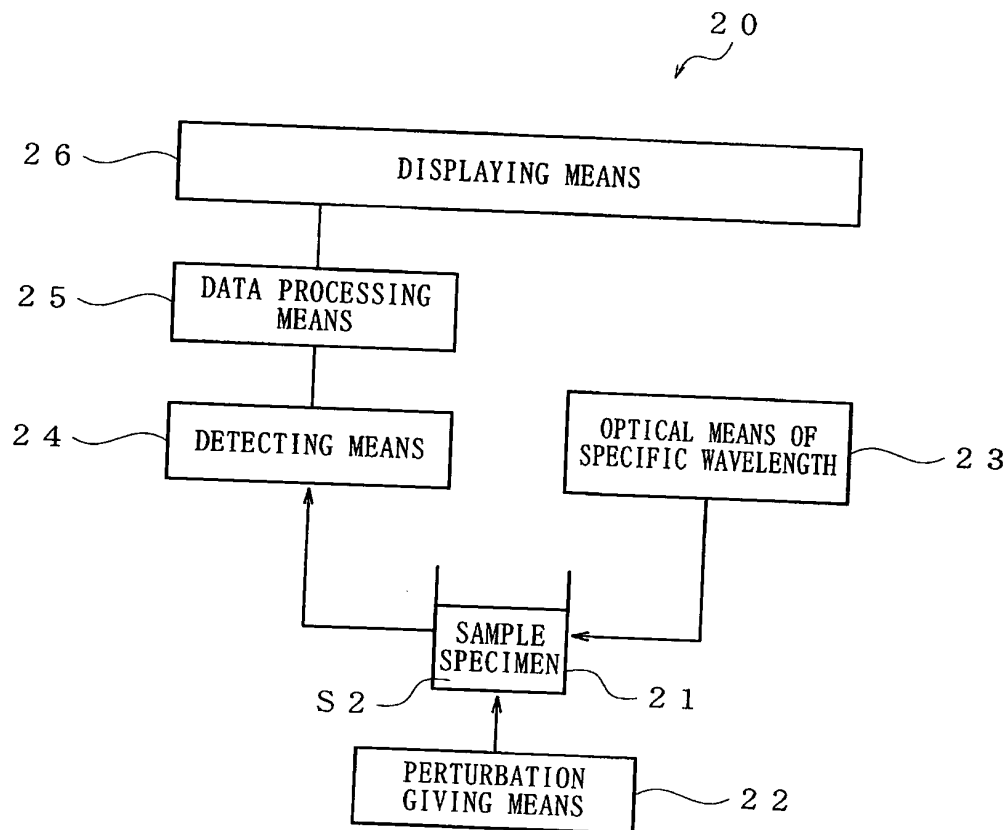 20
26
DISPLAYING MEANS
25
DATA PROCESSING
MEANS
24
DETECTING MEANS
OPTICAL MEANS OF
SPECIFIC WAVELENGTH
23
SAMPLE
SPECIMEN
S2
21
PERTURBATION
GIVING MEANS
22